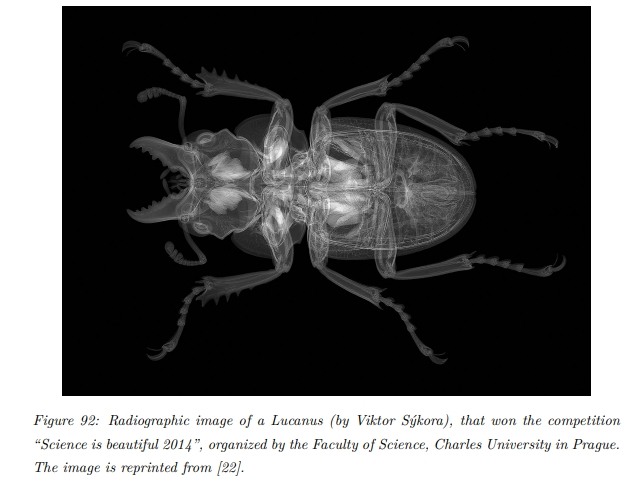 Figure 92: Radiographic image of a Lucanus (by Viktor Sýkora), that won the competition
“Science is beautiful 2014”, organized by the Faculty of Science, Charles University in Prague.
The image is reprinted from [22].